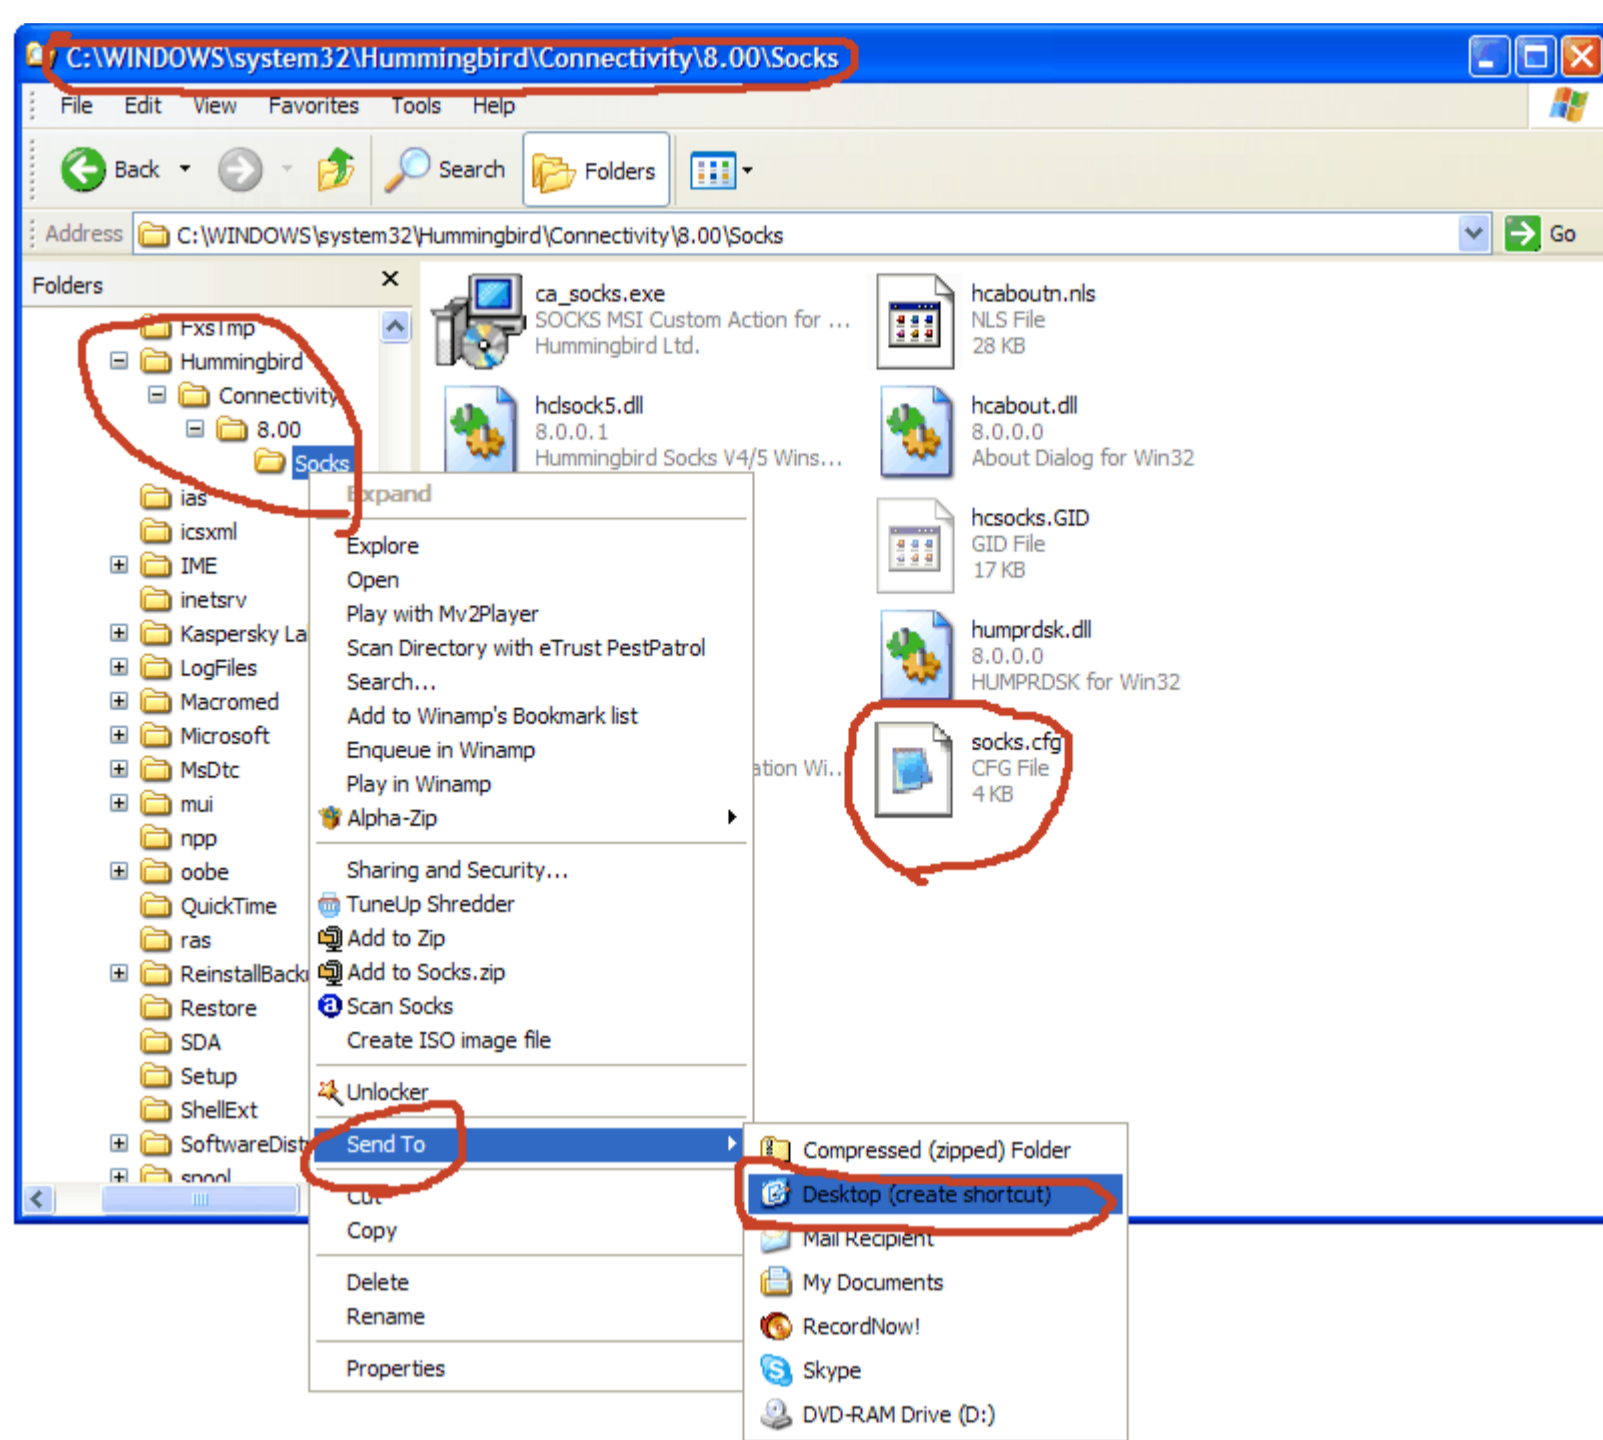 C:\WINDOWS\system32\Hummingbird\Connectivity\8.00\Socks
File Edit View Favorites Tools Help
Back Search Folders
Address C:\WINDOWS\system32\Hummingbird\Connectivity\8.00\Socks Go
Folders
FxsTmp
Hummingbird
Connectivity
8.00
Socks
ias
icsxml
IME
inetsrv
Kaspersky La
LogFiles
Macromed
Microsoft
MsDtc
mui
npp
oobe
QuickTime
ras
ReinstallBack
Restore
SDA
Setup
ShellExt
SoftwareDist
spool
ca_socks.exe
SOCKS MSI Custom Action for ...
Hummingbird Ltd.
hcaboutn.nls
NLS File
28 KB
hclsock5.dll
8.0.0.1
Hummingbird Socks V4/5 Wins...
hcabout.dll
8.0.0.0
About Dialog for Win32
hcsocks.GID
GID File
17 KB
humprdsk.dll
8.0.0.0
HUMPRDSK for Win32
ation Wi...
socks.cfg
CFG File
4 KB
Expand
Explore
Open
Play with Mv2Player
Scan Directory with eTrust PestPatrol
Search...
Add to Winamp's Bookmark list
Enqueue in Winamp
Play in Winamp
Alpha-Zip
Sharing and Security...
TuneUp Shredder
Add to Zip
Add to Socks.zip
Scan Socks
Create ISO image file
Unlocker
Send To
Cut
Copy
Delete
Rename
Properties
Compressed (zipped) Folder
Desktop (create shortcut)
Mail Recipient
My Documents
RecordNow!
Skype
DVD-RAM Drive (D:)